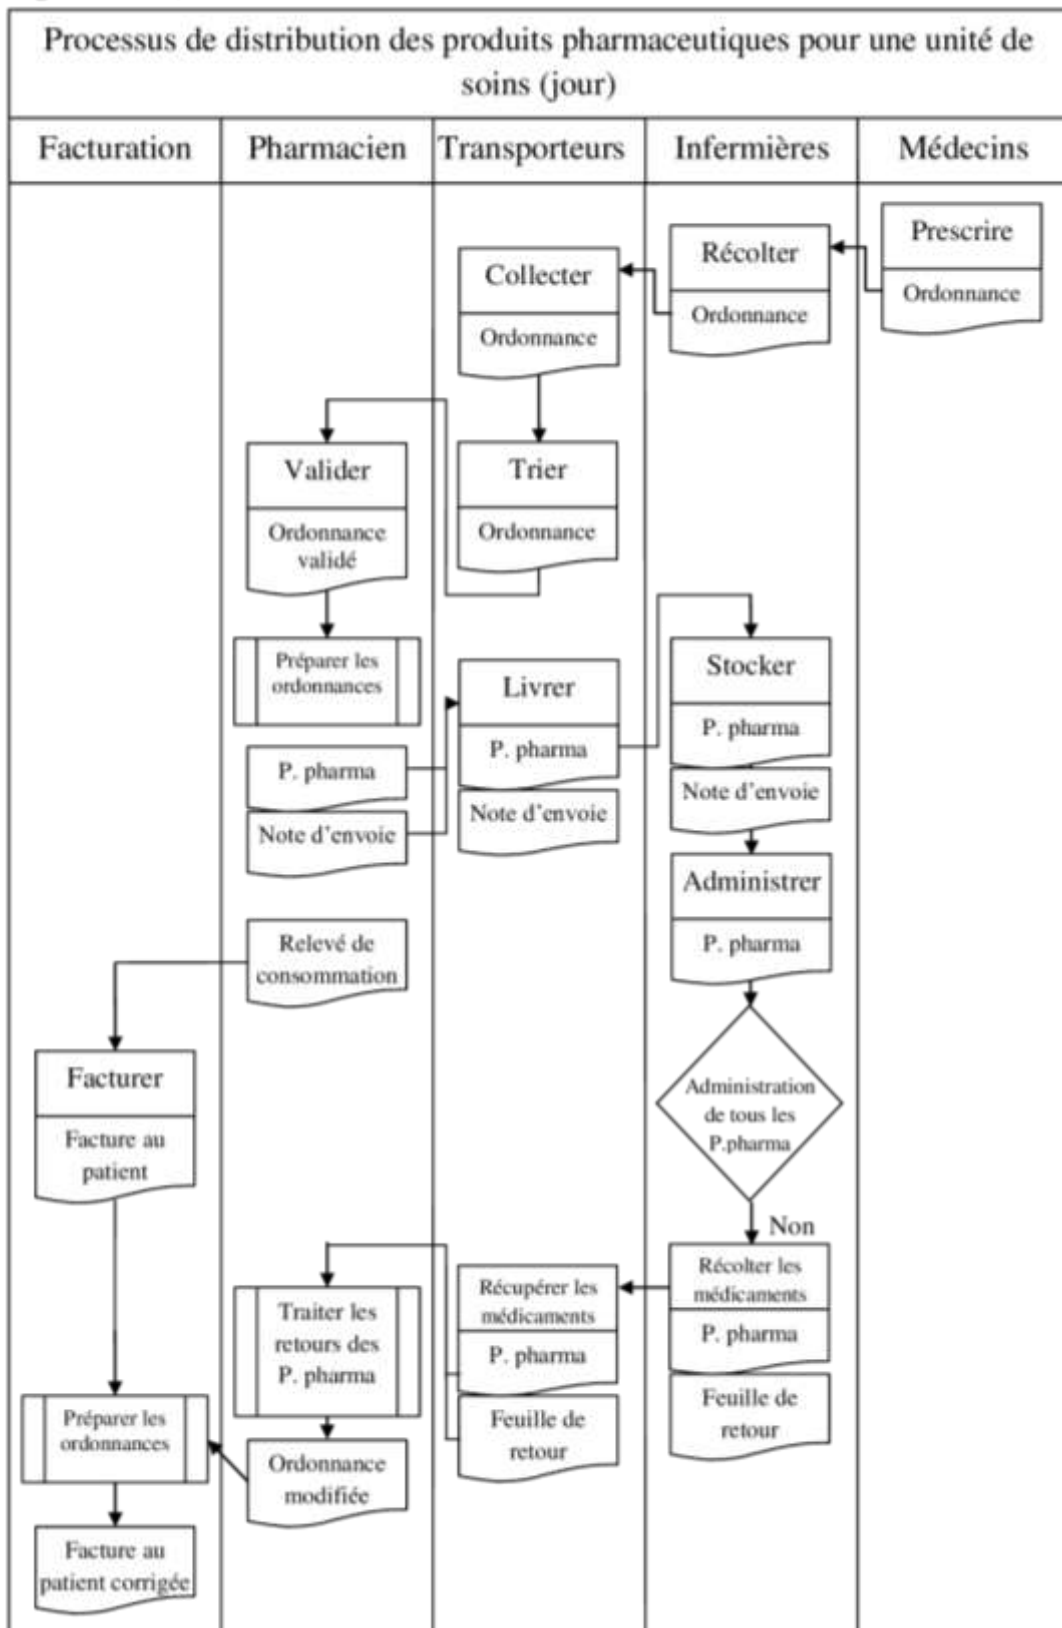 Processus de distribution des produits pharmaceutiques pour une unité de
soins (jour)
Facturation
Pharmacien
Transporteurs
Infermières
Médecins
Prescrire
Ordonnance
Récolter
Ordonnance
Collecter
Ordonnance
Trier
Ordonnance
Valider
Ordonnance
validé
Préparer les
ordonnances
P. pharma
Note d'envoie
Livrer
P. pharma
Note d'envoie
Stocker
P. pharma
Note d'envoie
Administrer
P. pharma
Relevé de
consommation
Facturer
Facture au
patient
Administration
de tous les
P.pharma
Non
Récolter les
médicaments
P. pharma
Feuille de
retour
Récupérer les
médicaments
P. pharma
Feuille de
retour
Traiter les
retours des
P. pharma
Ordonnance
modifiée
Préparer les
ordonnances
Facture au
patient corrigée